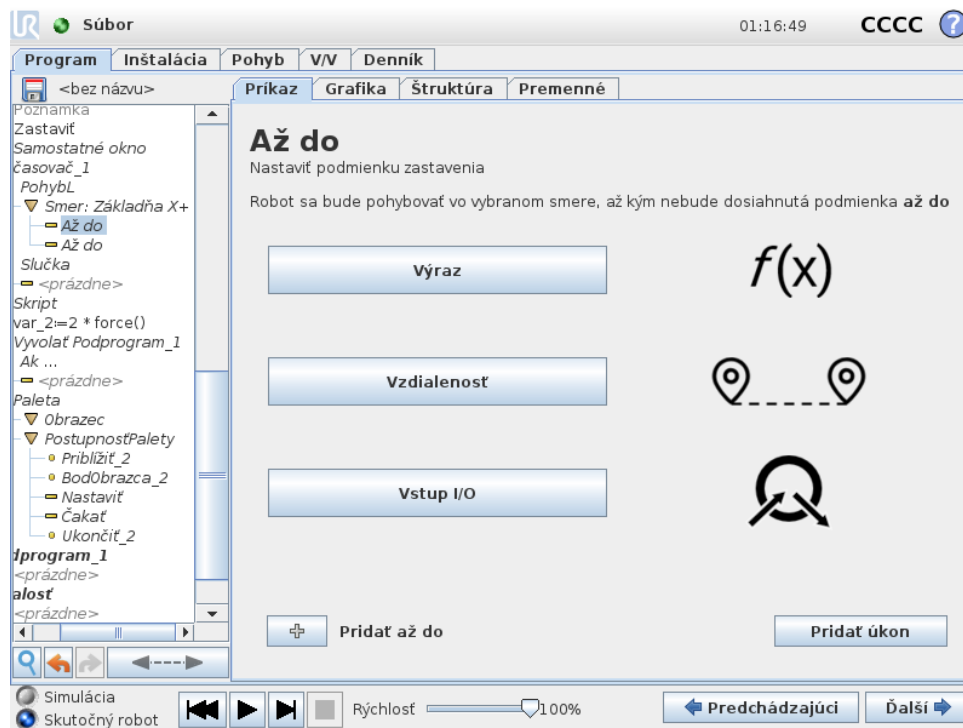 UR Súbor 01:16:49 CCCC ?
Program Inštalácia Pohyb V/V Denník
<bez názvu> Príkaz Grafika Štruktúra Premenné
Poznámka
Zastaviť
Samostatné okno
časovač_1
PohybL
Smer: Základňa X+
Až do
Až do
Slučka
<prázdne>
Skript
var_2:=2 * force()
Vyvolať Podprogram_1
Ak ...
<prázdne>
Paleta
Obrazec
PostupnosťPalety
Priblížiť_2
BodObrazca_2
Nastaviť
Čakať
Ukončiť_2
dprogram_1
<prázdne>
alosť
<prázdne>
Až do
Nastaviť podmienku zastavenia
Robot sa bude pohybovať vo vybranom smere, až kým nebude dosiahnutá podmienka až do
Výraz f(x)
Vzdialenosť
Vstup I/O
Pridať až do Pridať úkon
Simulácia
Skutočný robot
Rýchlosť 100% Predchádzajúci Ďalší